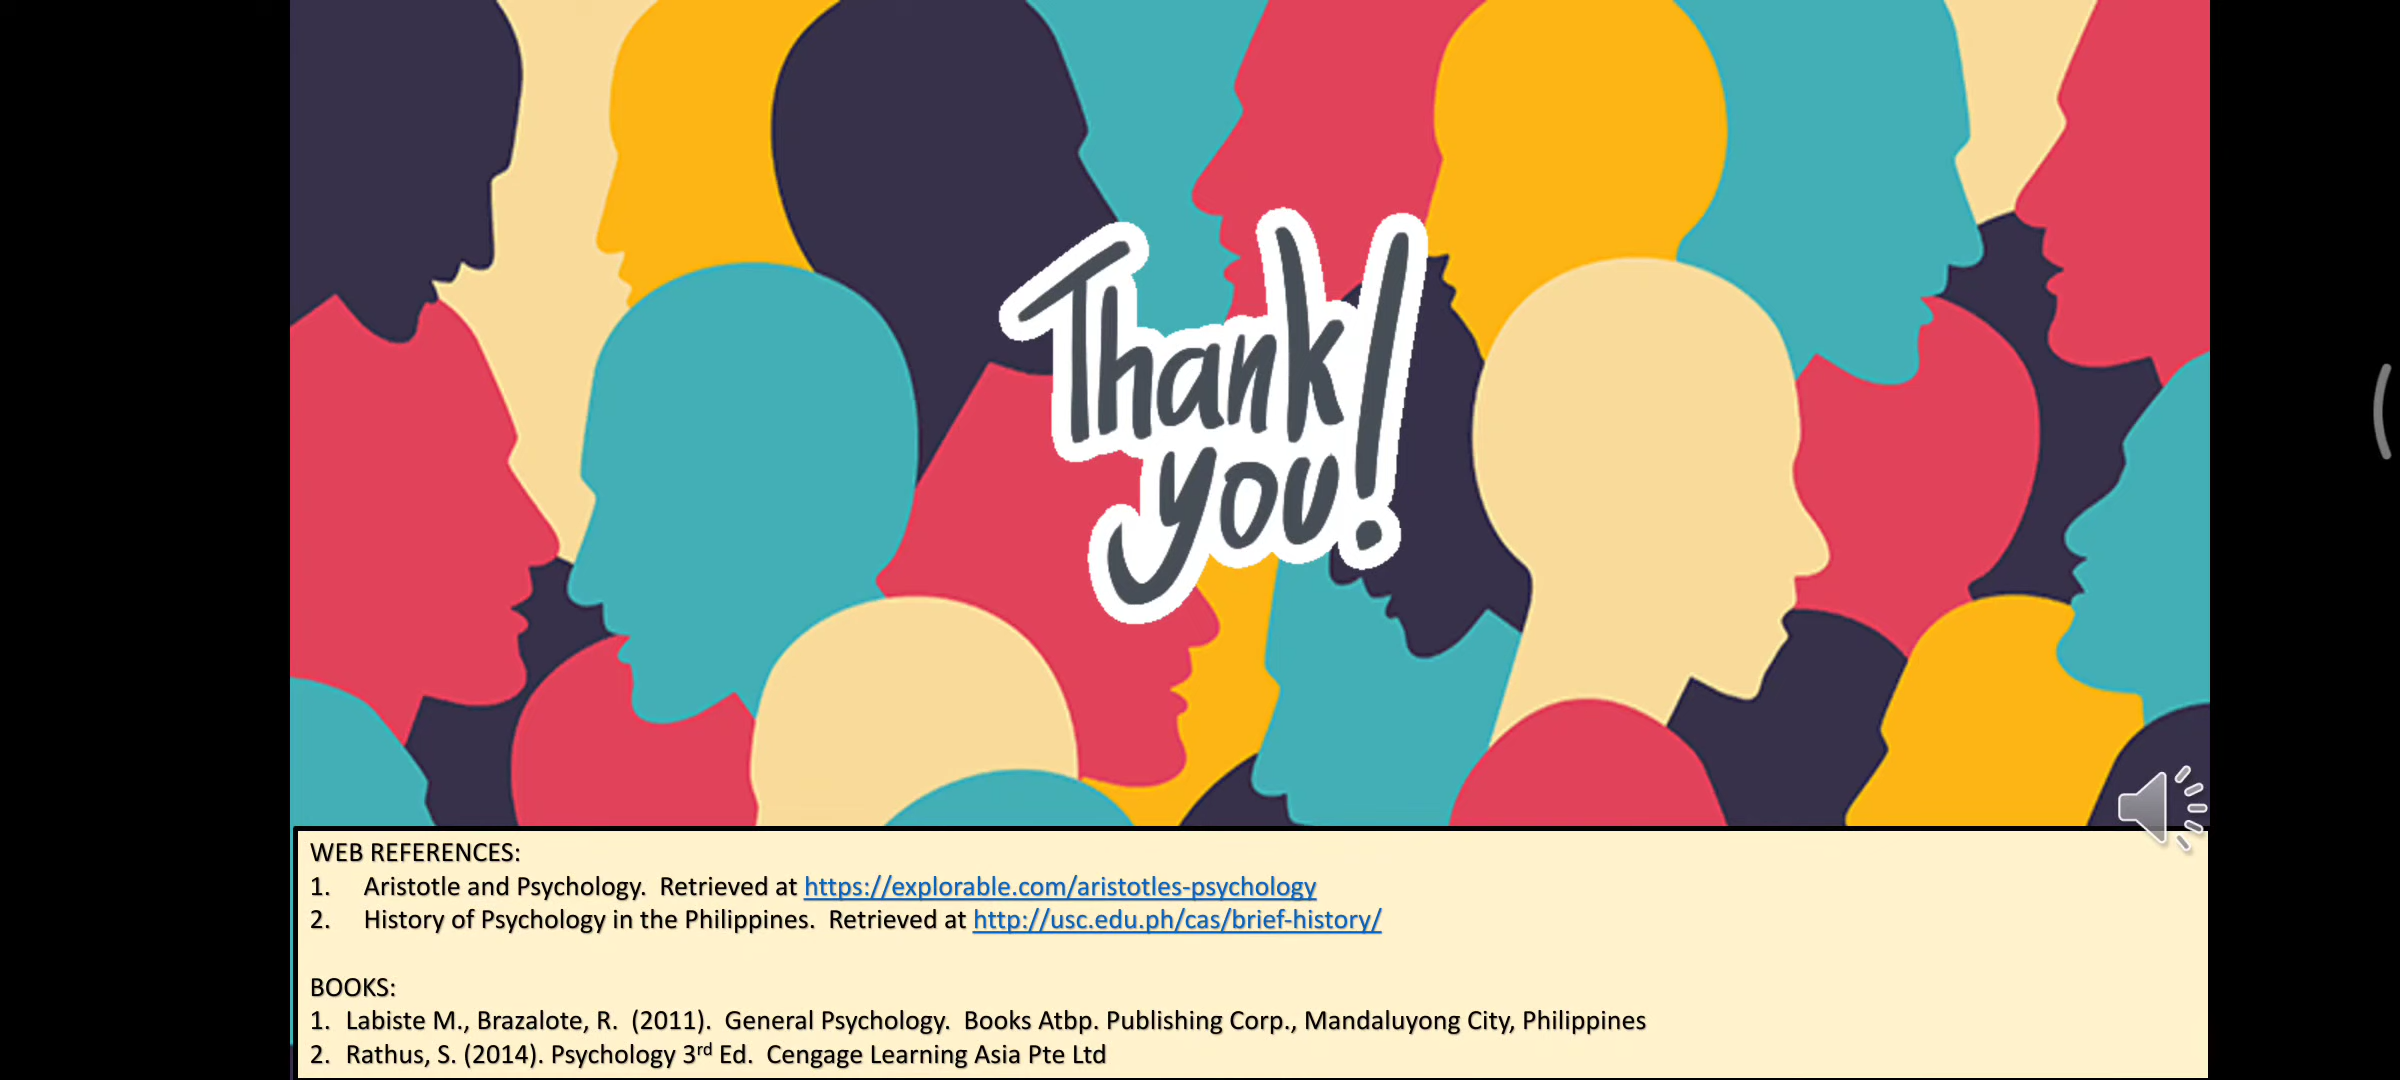 Thank
you!
WEB REFERENCES:
1. Aristotle and Psychology. Retrieved at https://explorable.com/aristotles-psychology
2. History of Psychology in the Philippines. Retrieved at http://usc.edu.ph/cas/brief-history/
BOOKS:
1. Labiste M., Brazalote, R. (2011). General Psychology. Books Atbp. Publishing Corp., Mandaluyong City, Philippines
2. Rathus, S. (2014). Psychology 3rd Ed. Cengage Learning Asia Pte Ltd